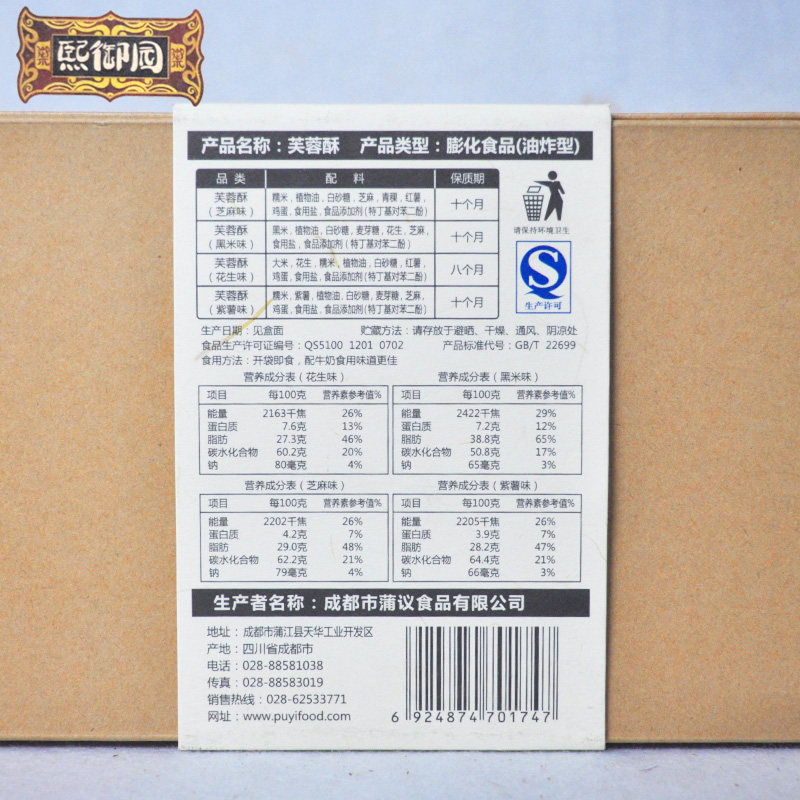 熙御园
产品名称：芙蓉酥 产品类型：膨化食品(油炸型)
品 类 配 料 保质期
芙蓉酥（芝麻味） 糯米，植物油，白砂糖，芝麻，青稞，红薯，鸡蛋，食用盐，食品添加剂（特丁基对苯二酚） 十个月
芙蓉酥（黑米味） 黑米，植物油，白砂糖，麦芽糖，花生，芝麻，食用盐，食品添加剂（特丁基对苯二酚） 十个月
芙蓉酥（花生味） 大米，花生，糯米，植物油，白砂糖，红薯，鸡蛋，食用盐，食品添加剂（特丁基对苯二酚） 八个月
芙蓉酥（紫薯味） 糯米，紫薯，植物油，白砂糖，麦芽糖，芝麻，食用盐，食品添加剂（特丁基对苯二酚） 十个月
请保持环境卫生
生产许可
生产日期：见盒面 贮藏方法：请存放于避晒、干燥、通风、阴凉处
食品生产许可证编号：QS5100 1201 0702 产品标准代号：GB/T 22699
食用方法：开袋即食，配牛奶食用味道更佳
营养成分表（花生味）
项目 每100克 营养素参考值%
能量 2163千焦 26%
蛋白质 7.6克 13%
脂肪 27.3克 46%
碳水化合物 60.2克 20%
钠 80毫克 4%
营养成分表（黑米味）
项目 每100克 营养素参考值%
能量 2422千焦 29%
蛋白质 7.2克 12%
脂肪 38.8克 65%
碳水化合物 50.8克 17%
钠 65毫克 3%
营养成分表（芝麻味）
项目 每100克 营养素参考值%
能量 2202千焦 26%
蛋白质 4.2克 7%
脂肪 29.0克 48%
碳水化合物 62.2克 21%
钠 79毫克 4%
营养成分表（紫薯味）
项目 每100克 营养素参考值%
能量 2205千焦 26%
蛋白质 3.9克 7%
脂肪 28.2克 47%
碳水化合物 64.4克 21%
钠 66毫克 3%
生产者名称：成都市蒲议食品有限公司
地址：成都市蒲江县天华工业开发区
产地：四川省成都市
电话：028-88581038
传真：028-88583019
销售热线：028-62533771
网址：www.puyifood.com
6 924874 701747